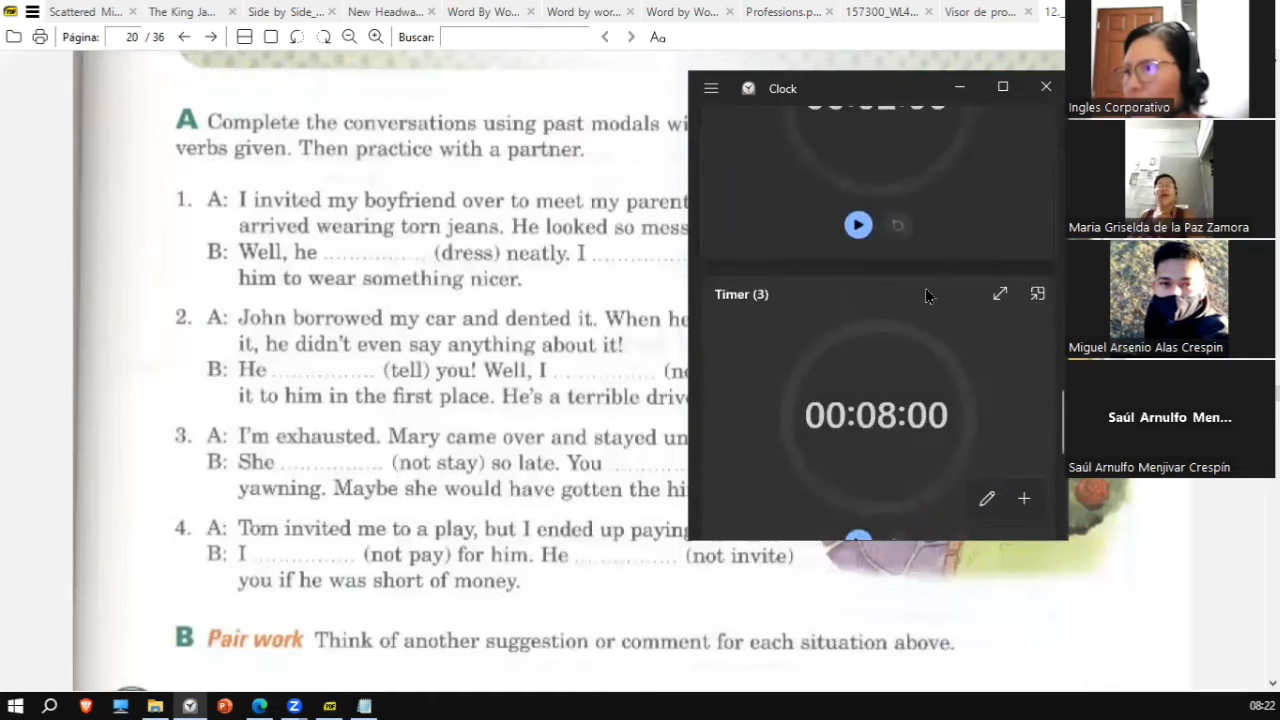 Scattered Mi...
The King Ja...
Side by Side_...
New Headwa...
Word By Wo...
Word by wor...
Word by Wo...
Professions.p...
157300_WL4...
Visor de pro...
12._
Página: 20 / 36
Buscar:
Aa
A Complete the conversations using past modals wi
verbs given. Then practice with a partner.
1. A: I invited my boyfriend over to meet my parent
arrived wearing torn jeans. He looked so mess
B: Well, he .............. (dress) neatly. I ..............
him to wear something nicer.
2. A: John borrowed my car and dented it. When he
it, he didn't even say anything about it!
B: He .............. (tell) you! Well, I .............. (no
it to him in the first place. He's a terrible drive
3. A: I'm exhausted. Mary came over and stayed un
B: She .............. (not stay) so late. You ..............
yawning. Maybe she would have gotten the hi
4. A: Tom invited me to a play, but I ended up paying
B: I .............. (not pay) for him. He .............. (not invite)
you if he was short of money.
B Pair work Think of another suggestion or comment for each situation above.
Clock
Timer (3)
00:08:00
Ingles Corporativo
Maria Griselda de la Paz Zamora
Miguel Arsenio Alas Crespin
Saúl Arnulfo Men...
Saúl Arnulfo Menjivar Crespín
08:22